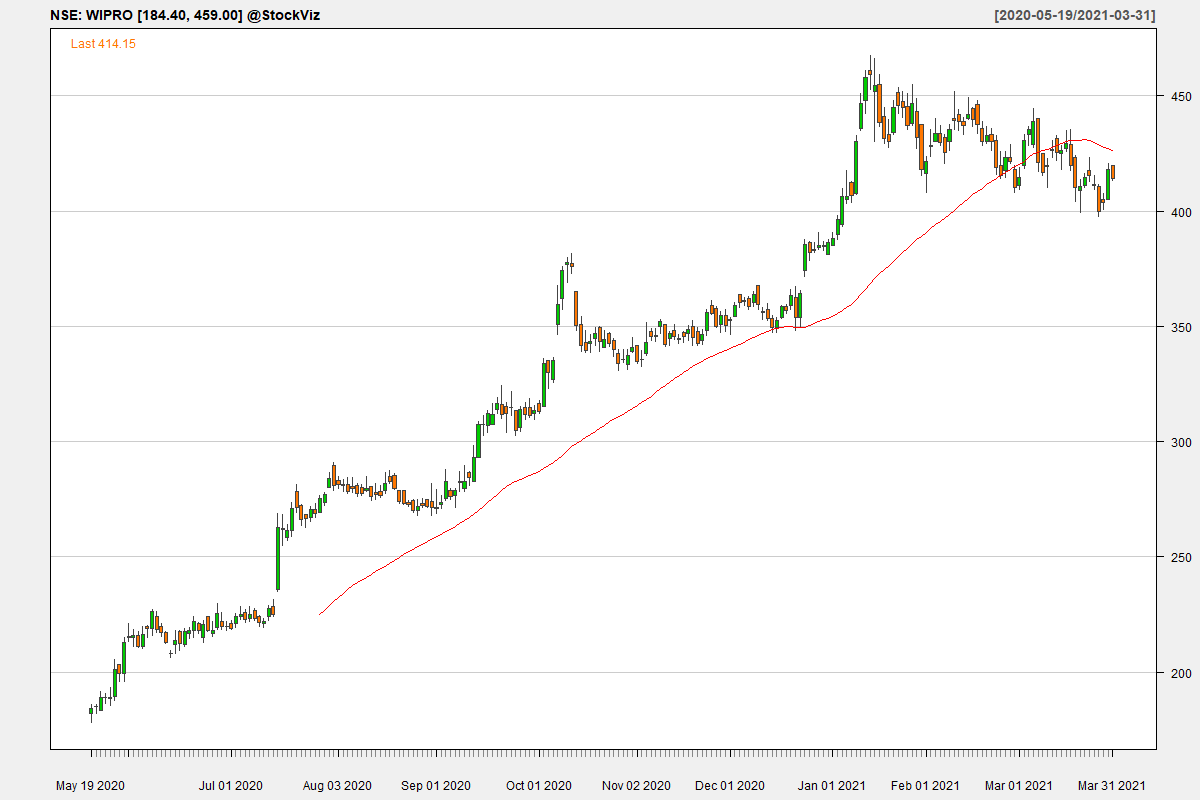 NSE: WIPRO [184.40, 459.00] @StockViz [2020-05-19/2021-03-31]
Last 414.15
450
400
350
300
250
200
May 19 2020 Jul 01 2020 Aug 03 2020 Sep 01 2020 Oct 01 2020 Nov 02 2020 Dec 01 2020 Jan 01 2021 Feb 01 2021 Mar 01 2021 Mar 31 2021